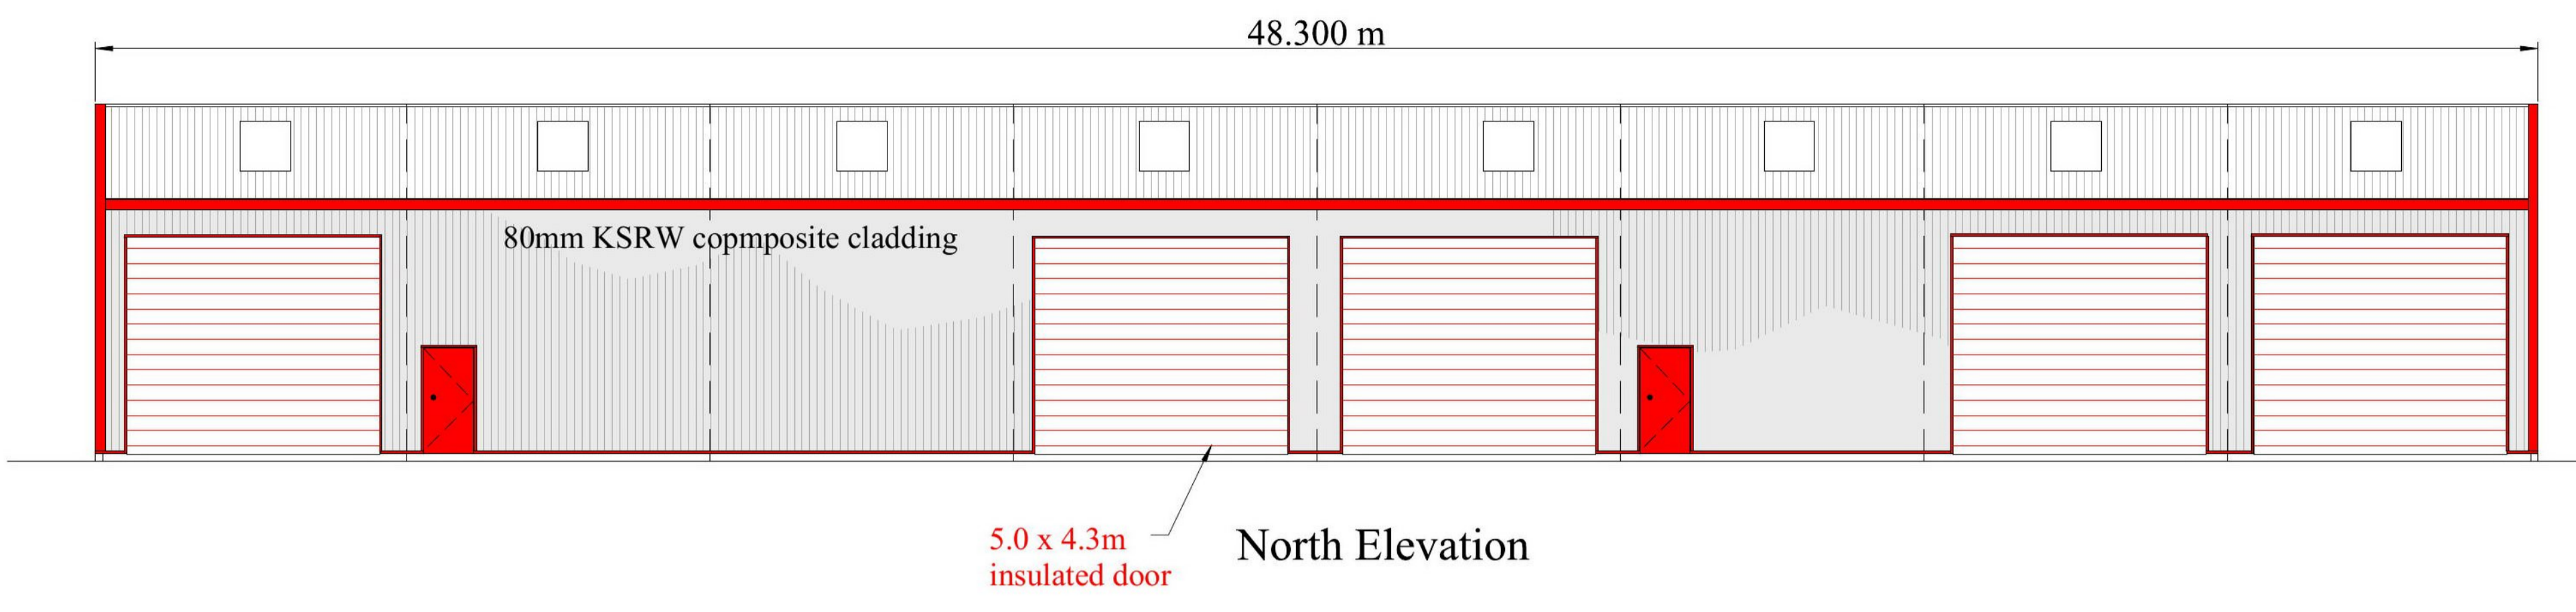 48.300 m
80mm KSRW copmposite cladding
5.0 x 4.3m
insulated door
North Elevation